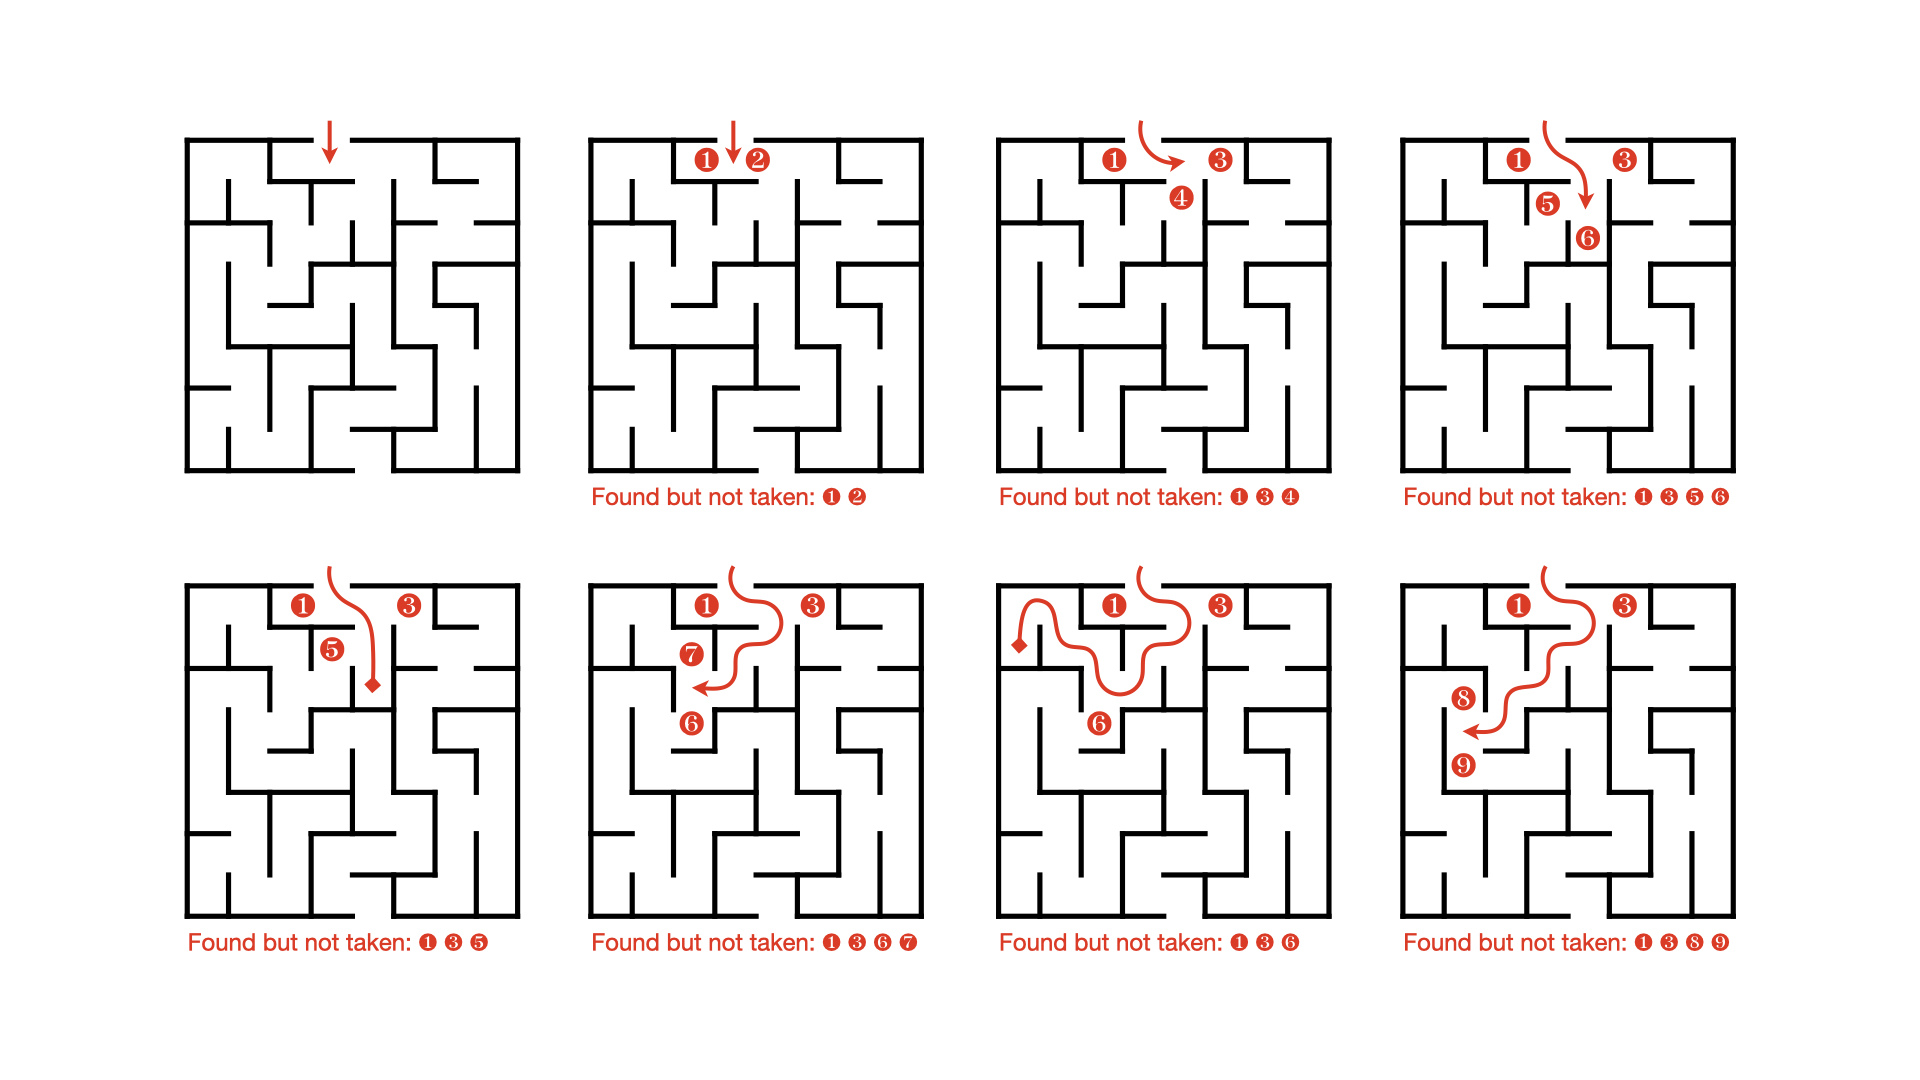 ❶ ❷
❶ ❸
❹
❶ ❸
❺
❻
Found but not taken: ❶ ❷
Found but not taken: ❶ ❸ ❹
Found but not taken: ❶ ❸ ❺ ❻
❶ ❸
❺
❶ ❸
❼
❻
❶ ❸
❻
❶ ❸
❽
❾
Found but not taken: ❶ ❸ ❺
Found but not taken: ❶ ❸ ❻ ❼
Found but not taken: ❶ ❸ ❻
Found but not taken: ❶ ❸ ❽ ❾